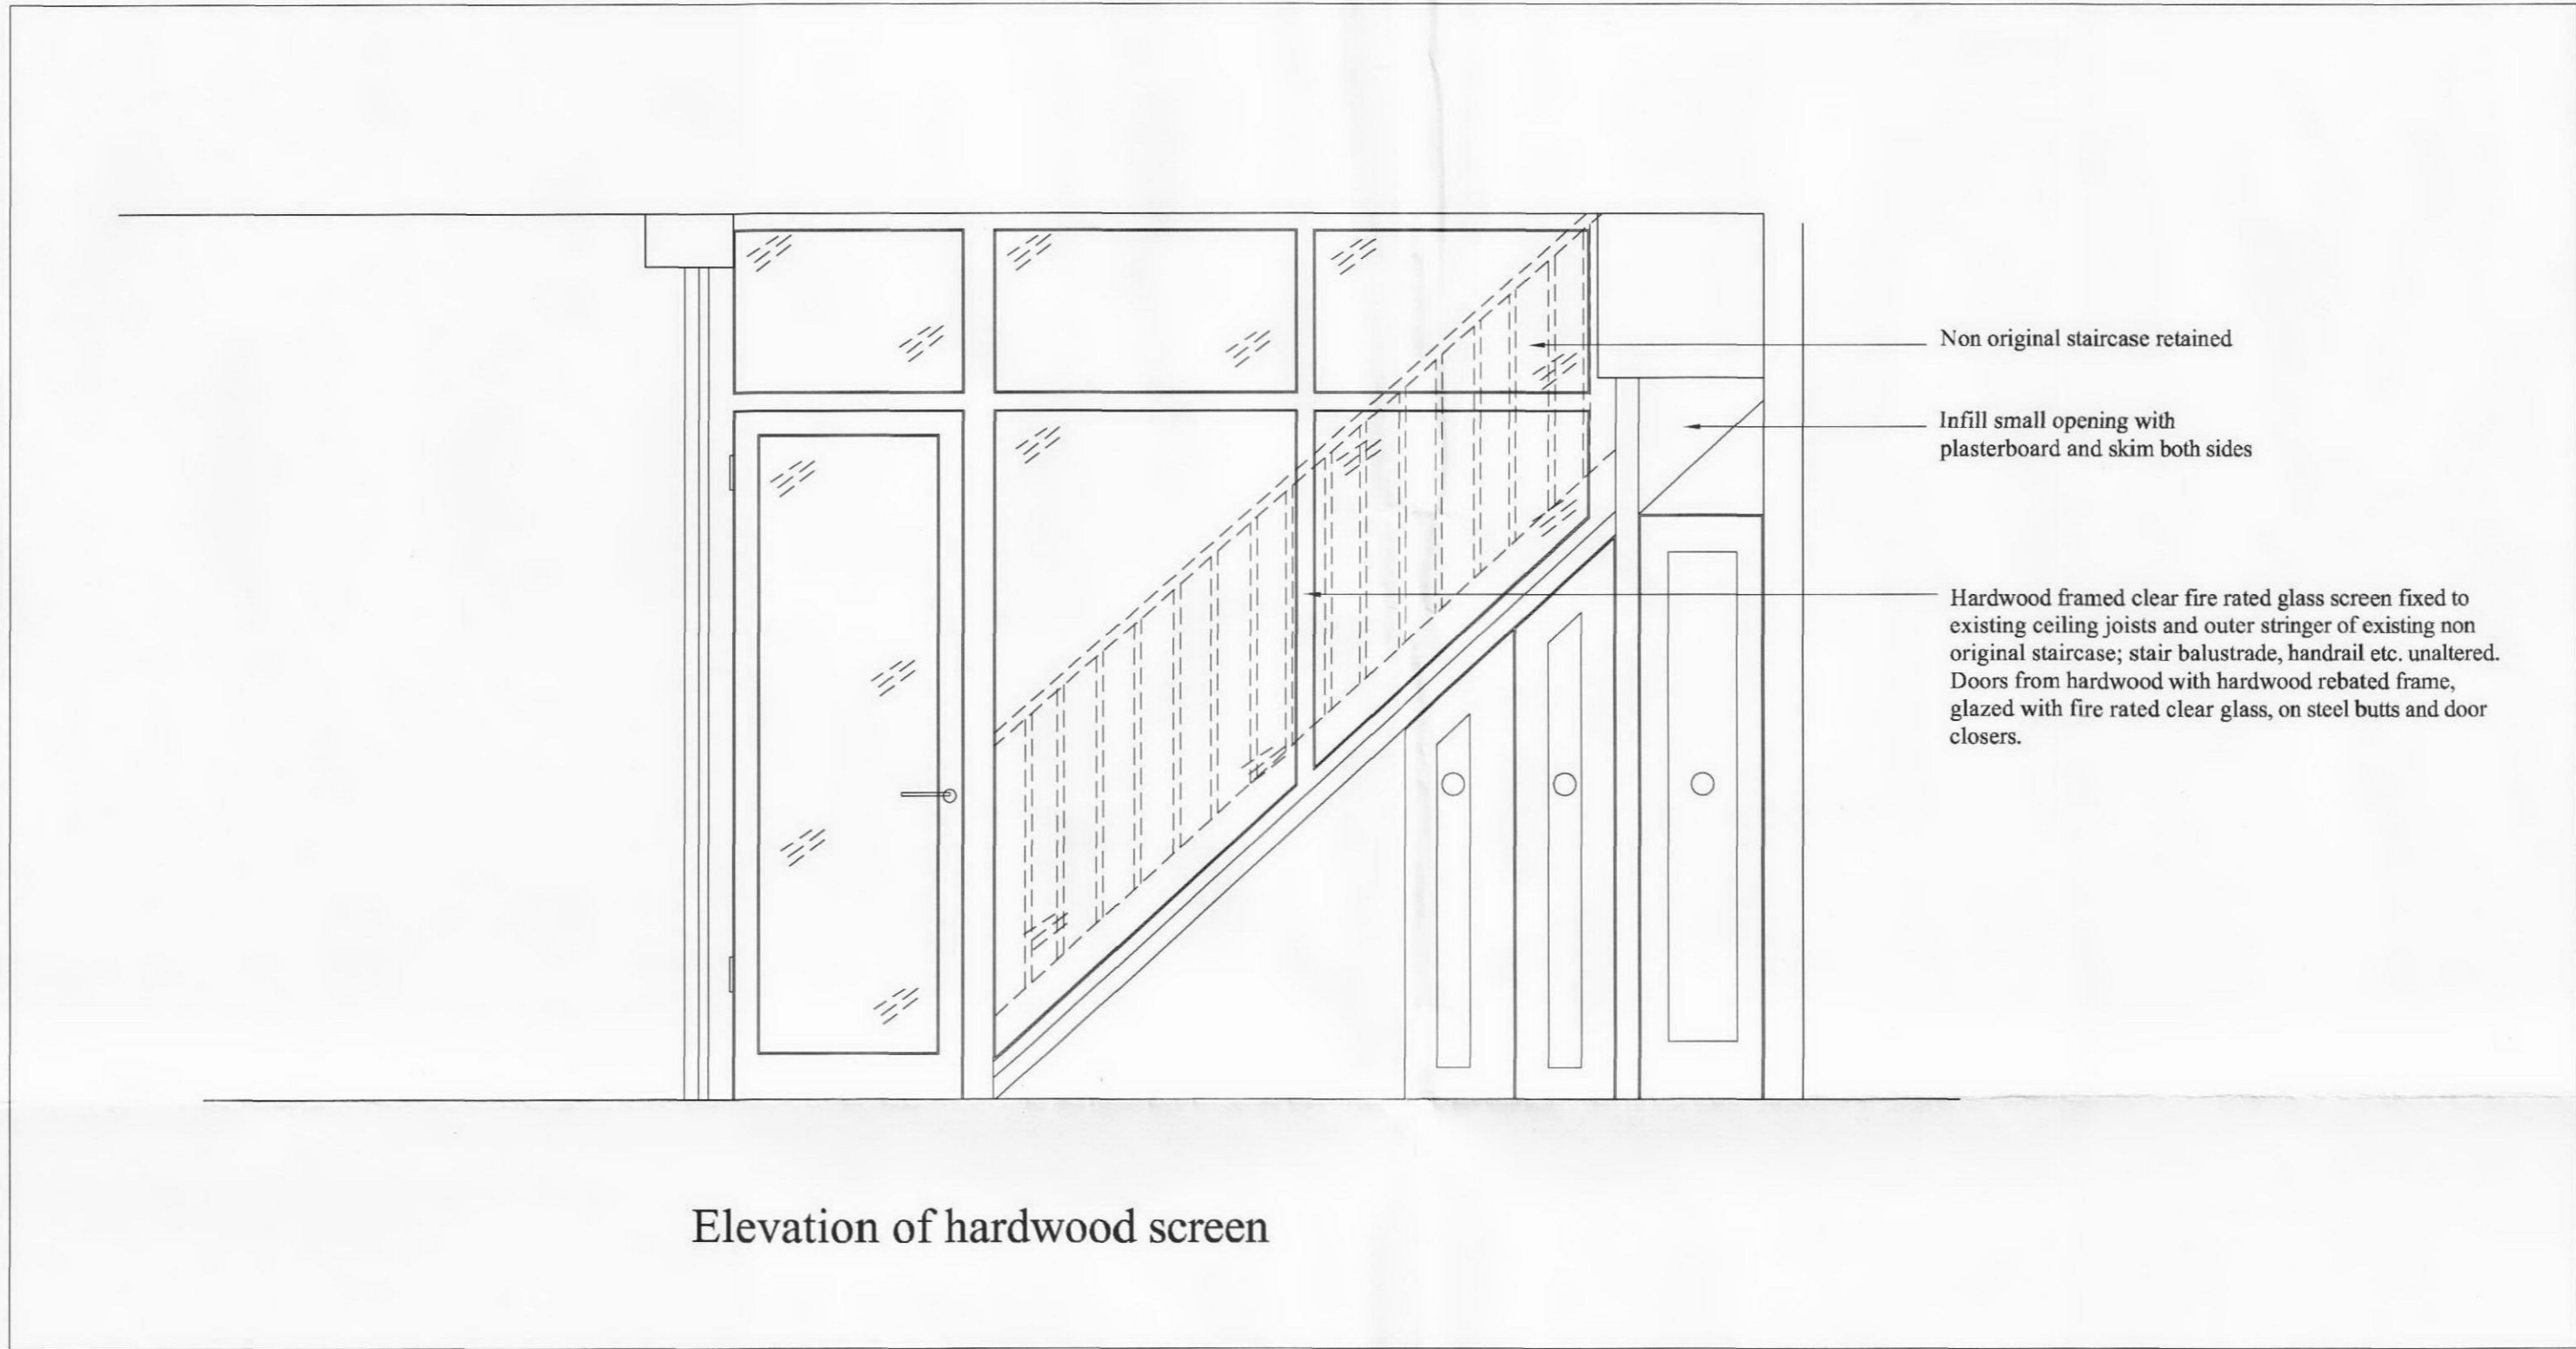 Non original staircase retained
Infill small opening with
plasterboard and skim both sides
Hardwood framed clear fire rated glass screen fixed to
existing ceiling joists and outer stringer of existing non
original staircase; stair balustrade, handrail etc. unaltered.
Doors from hardwood with hardwood rebated frame,
glazed with fire rated clear glass, on steel butts and door
closers.
Elevation of hardwood screen